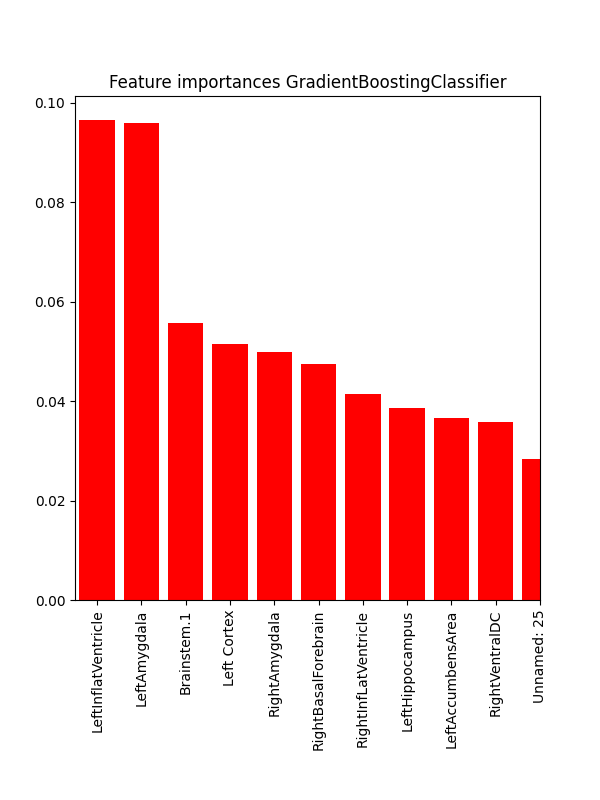 Feature importances GradientBoostingClassifier
0.10
0.08
0.06
0.04
0.02
0.00
LeftInflatVentricle
LeftAmygdala
Brainstem.1
Left Cortex
RightAmygdala
RightBasalForebrain
RightInfLatVentricle
LeftHippocampus
LeftAccumbensArea
RightVentralDC
Unnamed: 25